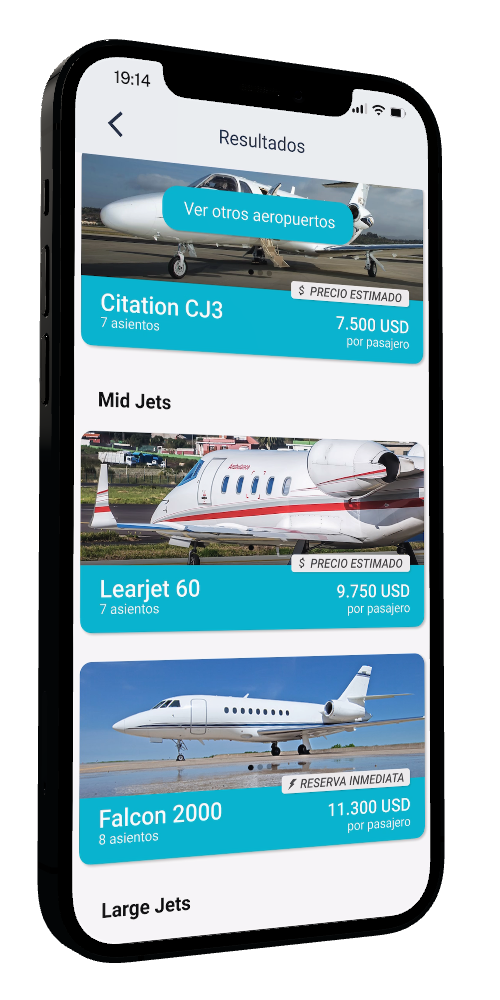 19:14
Resultados
Ver otros aeropuertos
$ PRECIO ESTIMADO
Citation CJ3
7 asientos
7.500 USD
por pasajero
Mid Jets
Ambulance
$ PRECIO ESTIMADO
Learjet 60
7 asientos
9.750 USD
por pasajero
RESERVA INMEDIATA
Falcon 2000
8 asientos
11.300 USD
por pasajero
Large Jets